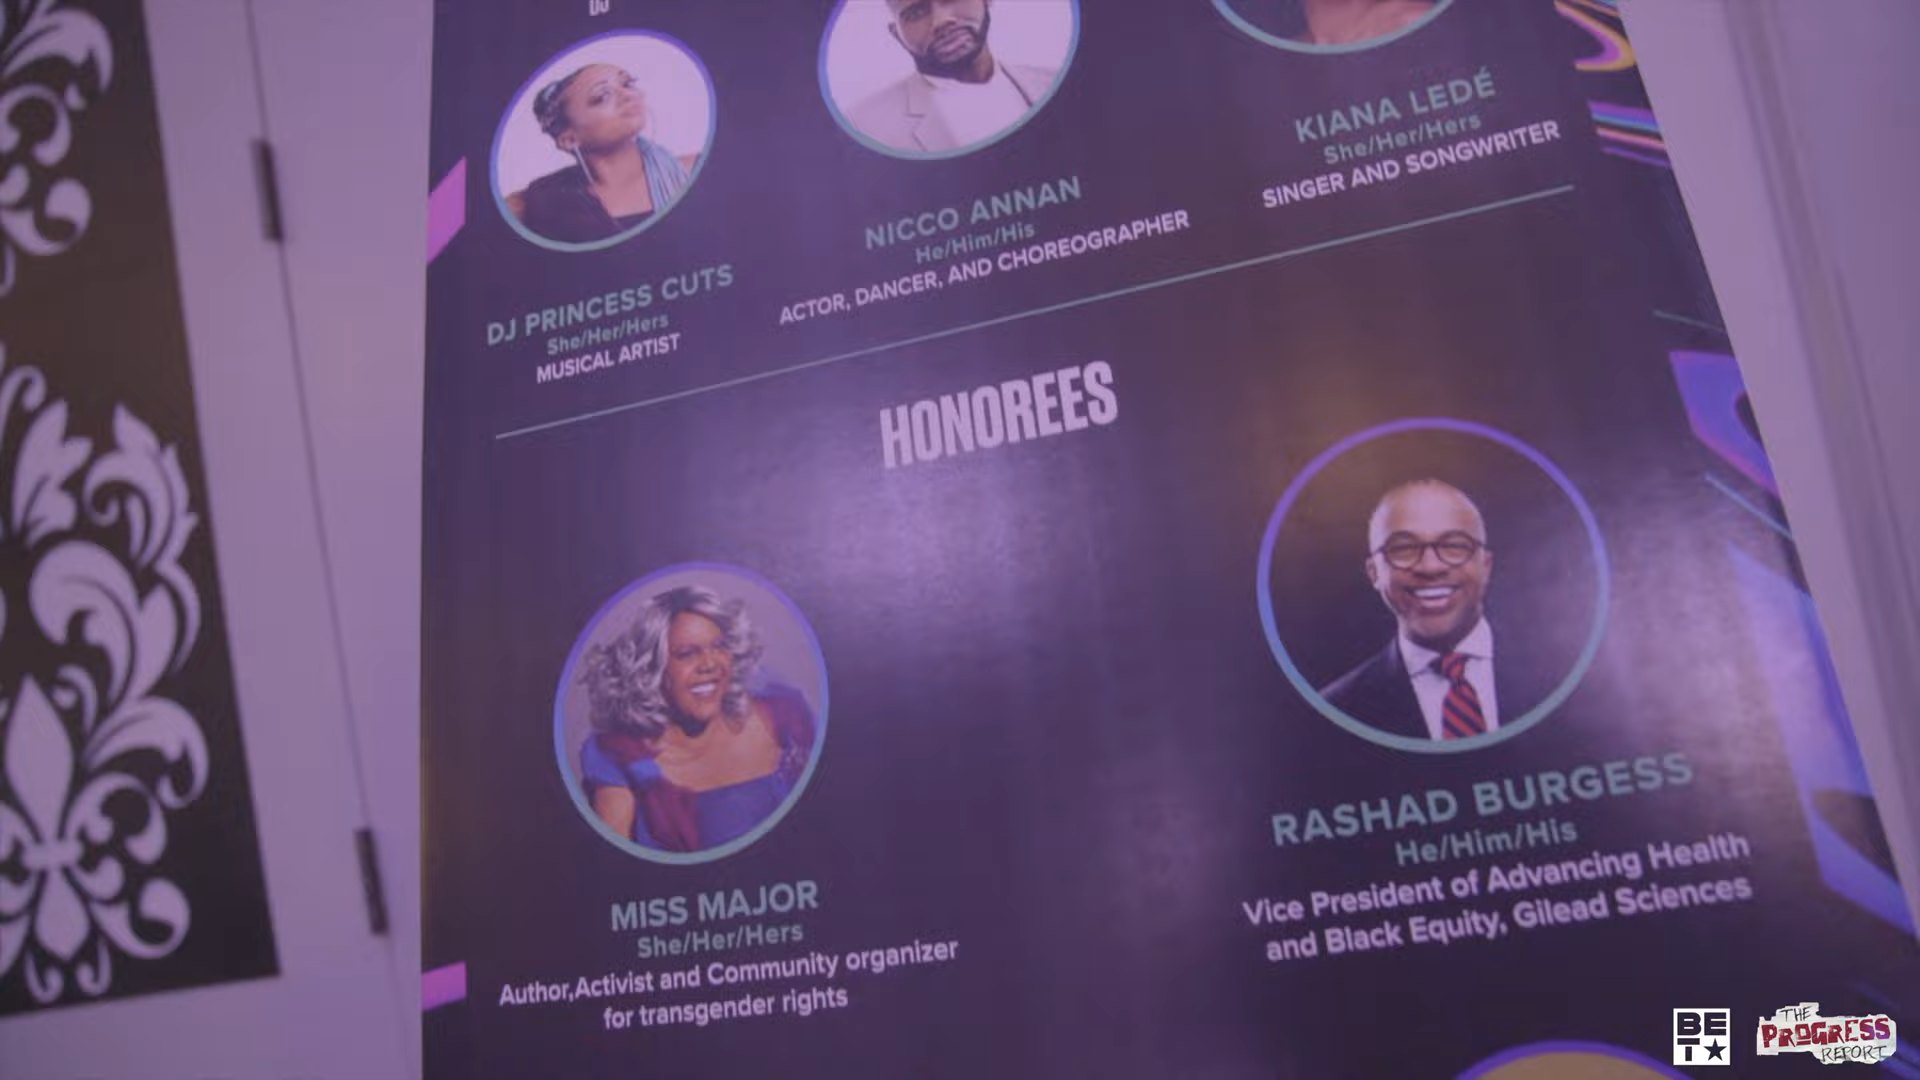 DJ
KIANA LEDÉ
She/Her/Hers
SINGER AND SONGWRITER
NICCO ANNAN
He/Him/His
ACTOR, DANCER, AND CHOREOGRAPHER
DJ PRINCESS CUTS
She/Her/Hers
MUSICAL ARTIST
HONOREES
RASHAD BURGESS
He/Him/His
Vice President of Advancing Health
and Black Equity, Gilead Sciences
MISS MAJOR
She/Her/Hers
Author,Activist and Community organizer
for transgender rights
BET★
THE
PROGRESS
REPORT